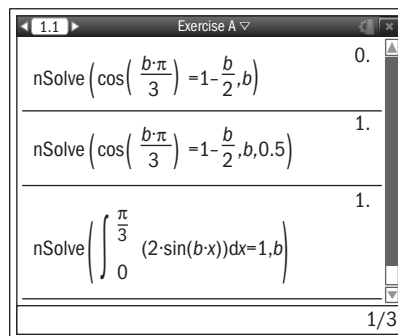 1.1 Exercise A
0.
nSolve(cos(b·π/3)=1-b/2,b)
1.
nSolve(cos(b·π/3)=1-b/2,b,0.5)
1.
nSolve(∫₀^(π/3) (2·sin(b·x))dx=1,b)
1/3